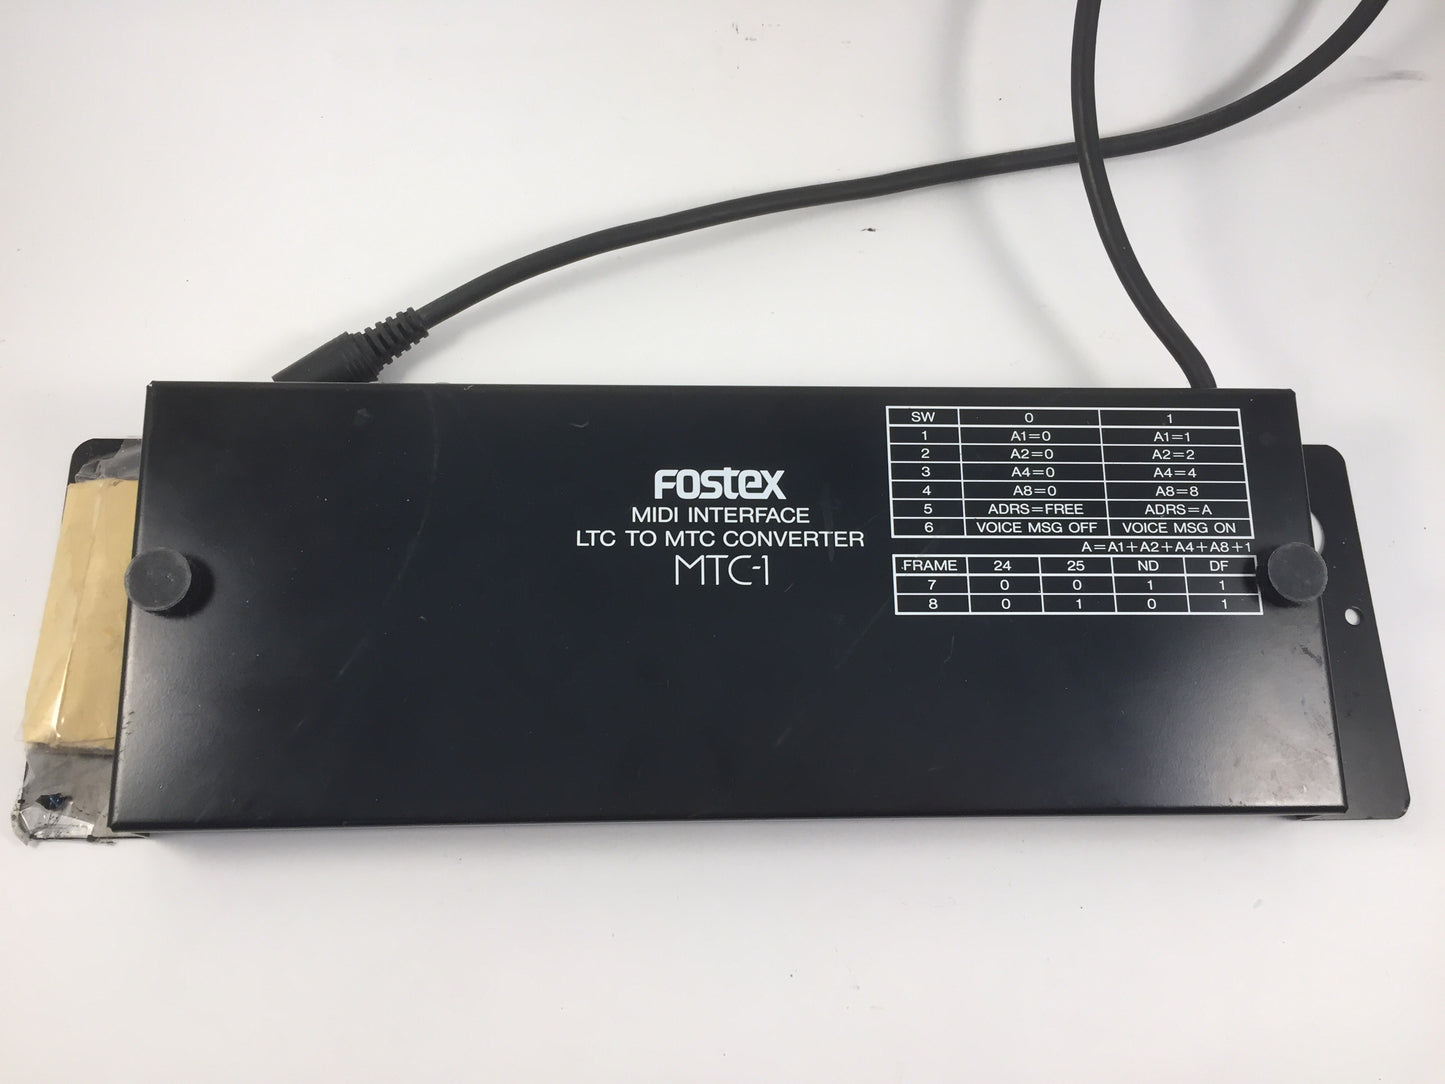 FOSTEX
MIDI INTERFACE
LTC TO MTC CONVERTER
MTC-1
SW 0 1
1 A1=0 A1=1
2 A2=0 A2=2
3 A4=0 A4=4
4 A8=0 A8=8
5 ADRS=FREE ADRS=A
6 VOICE MSG OFF VOICE MSG ON
A=A1+A2+A4+A8+1
FRAME 24 25 ND DF
7 0 0 1 1
8 0 1 0 1